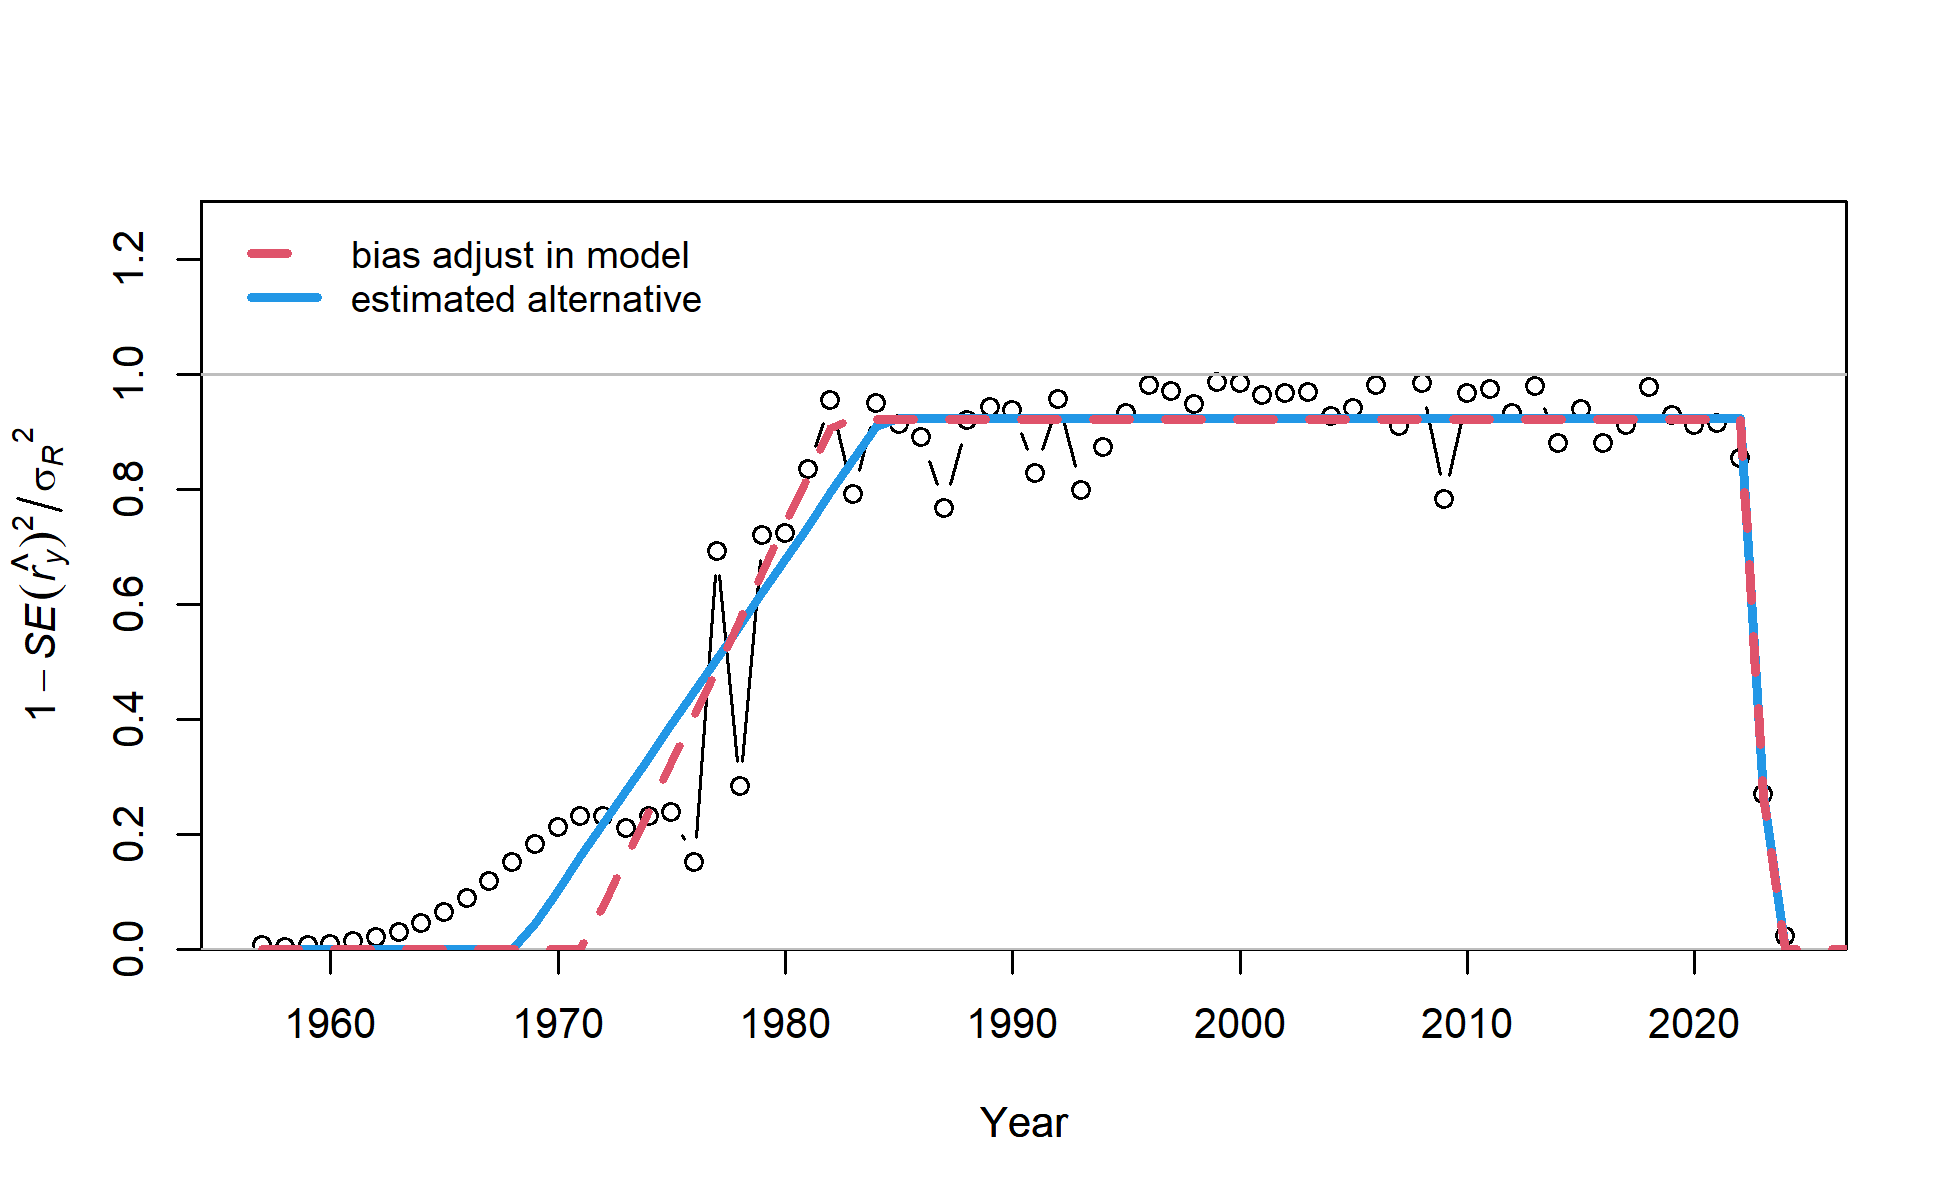 bias adjust in model
estimated alternative
1 − SE(r̂y)²/σR²
1.2
1.0
0.8
0.6
0.4
0.2
0.0
1960 1970 1980 1990 2000 2010 2020
Year